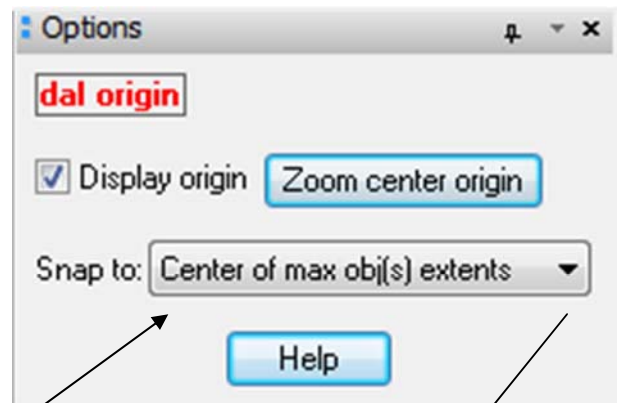 Options
dal origin
Display origin Zoom center origin
Snap to: Center of max obj(s) extents
Help